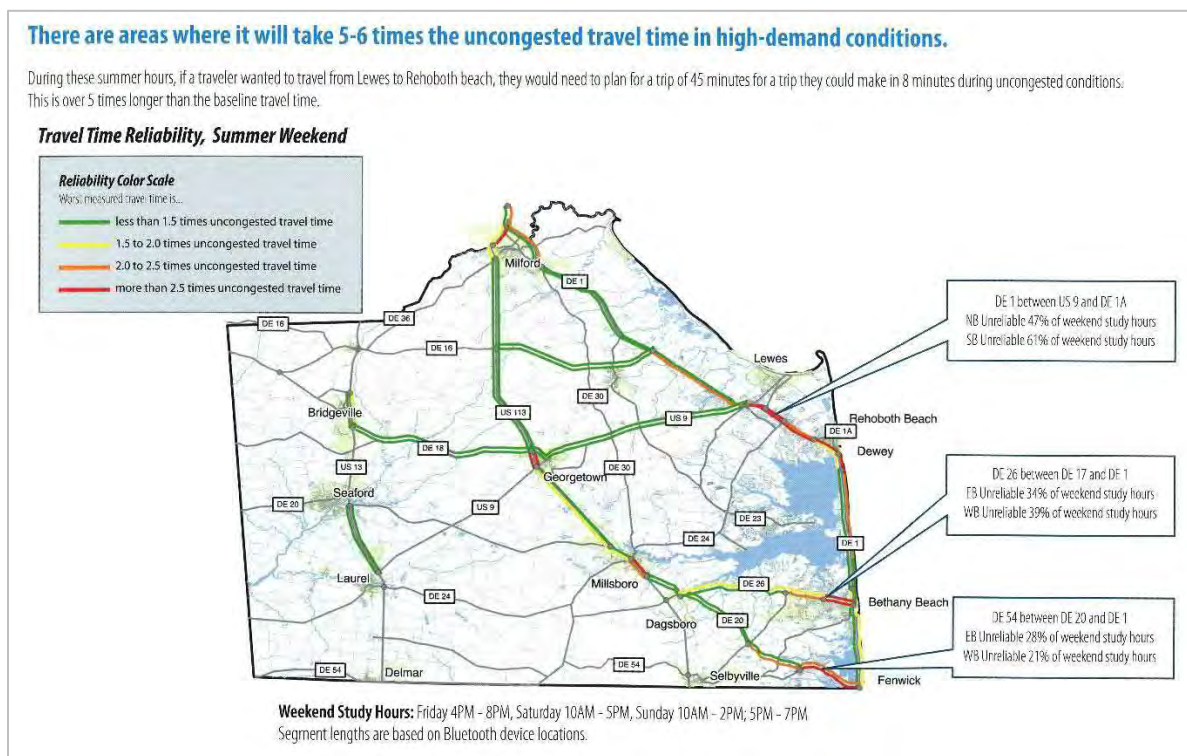 There are areas where it will take 5-6 times the uncongested travel time in high-demand conditions.
During these summer hours, if a traveler wanted to travel from Lewes to Rehoboth beach, they would need to plan for a trip of 45 minutes for a trip they could make in 8 minutes during uncongested conditions.
This is over 5 times longer than the baseline travel time.
Travel Time Reliability, Summer Weekend
Reliability Color Scale
Worst measured travel time is...
less than 1.5 times uncongested travel time
1.5 to 2.0 times uncongested travel time
2.0 to 2.5 times uncongested travel time
more than 2.5 times uncongested travel time
Milford
DE 1
DE 1 between US 9 and DE 1A
NB Unreliable 47% of weekend study hours
SB Unreliable 61% of weekend study hours
DE 16
DE 36
DE 16
Lewes
DE 30
Bridgeville
US 113
US 9
Rehoboth Beach
DE 1A
DE 18
Dewey
US 13
Georgetown
DE 30
DE 26 between DE 17 and DE 1
EB Unreliable 34% of weekend study hours
WB Unreliable 39% of weekend study hours
Seaford
DE 20
US 9
DE 23
DE 24
DE 1
Laurel
Millsboro
DE 26
DE 24
Bethany Beach
Dagsboro
DE 20
DE 54 between DE 20 and DE 1
EB Unreliable 28% of weekend study hours
WB Unreliable 21% of weekend study hours
DE 54
Delmar
DE 54
Selbyville
Fenwick
Weekend Study Hours: Friday 4PM - 8PM, Saturday 10AM - 5PM, Sunday 10AM - 2PM; 5PM - 7PM
Segment lengths are based on Bluetooth device locations.